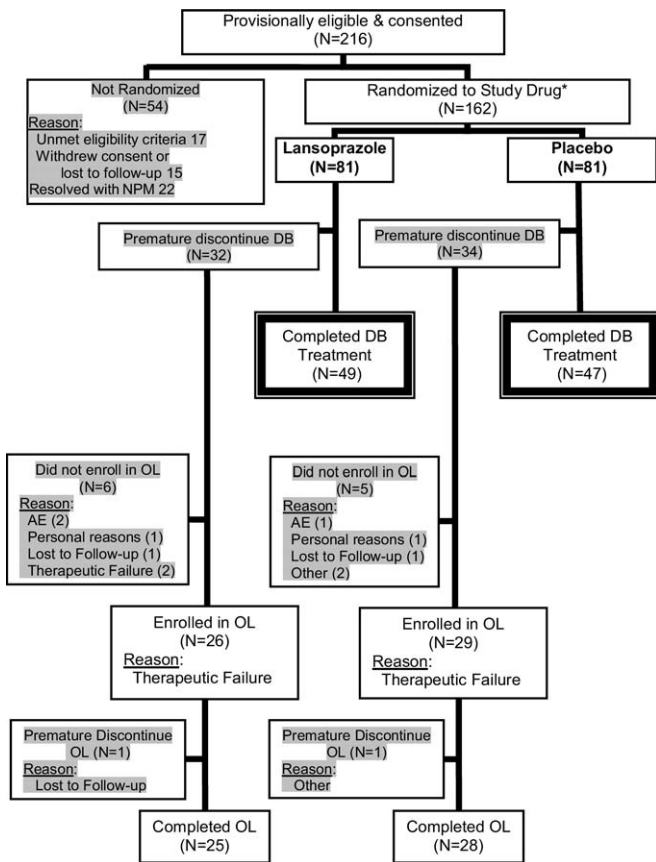 Provisionally eligible & consented
(N=216)
Not Randomized
(N=54)
Reason:
Unmet eligibility criteria 17
Withdrew consent or
lost to follow-up 15
Resolved with NPM 22
Randomized to Study Drug*
(N=162)
Lansoprazole
(N=81)
Placebo
(N=81)
Premature discontinue DB
(N=32)
Premature discontinue DB
(N=34)
Completed DB
Treatment
(N=49)
Completed DB
Treatment
(N=47)
Did not enroll in OL
(N=6)
Reason:
AE (2)
Personal reasons (1)
Lost to Follow-up (1)
Therapeutic Failure (2)
Did not enroll in OL
(N=5)
Reason:
AE (1)
Personal reasons (1)
Lost to Follow-up (1)
Other (2)
Enrolled in OL
(N=26)
Reason:
Therapeutic Failure
Enrolled in OL
(N=29)
Reason:
Therapeutic Failure
Premature Discontinue
OL (N=1)
Reason:
Lost to Follow-up
Premature Discontinue
OL (N=1)
Reason:
Other
Completed OL
(N=25)
Completed OL
(N=28)